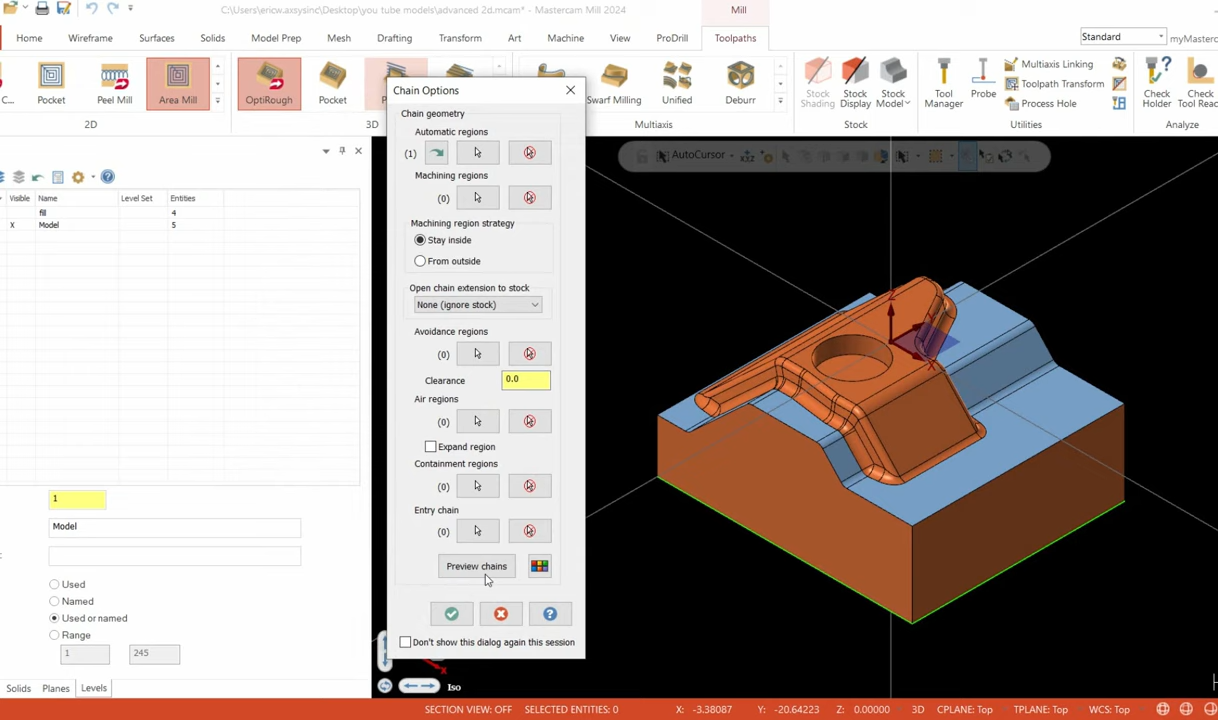 C:\Users\ericw.axsysinc\Desktop\you tube models\advanced 2d.mcam* - Mastercam Mill 2024
Mill
Home Wireframe Surfaces Solids Model Prep Mesh Drafting Transform Art Machine View ProDrill Toolpaths
Standard
Pocket Peel Mill Area Mill
OptiRough Pocket
Swarf Milling Unified Deburr
Stock Shading Stock Display Stock Model
Tool Manager Probe
Multiaxis Linking
Toolpath Transform
Process Hole
Check Holder
2D 3D Multiaxis Stock Utilities Analyze
Chain Options
Chain geometry
Automatic regions
(1)
Machining regions
(0)
Machining region strategy
Stay inside
From outside
Open chain extension to stock
None (ignore stock)
Avoidance regions
(0)
Clearance 0.0
Air regions
(0)
Expand region
Containment regions
(0)
Entry chain
(0)
Preview chains
Don't show this dialog again this session
AutoCursor
Visible Name Level Set Entities
fill 4
X Model 5
1
Model
Used
Named
Used or named
Range
1 245
Solids Planes Levels
X
Iso
SECTION VIEW: OFF SELECTED ENTITIES: 0 X: -3.38087 Y: -20.64223 Z: 0.00000 3D CPLANE: Top TPLANE: Top WCS: Top